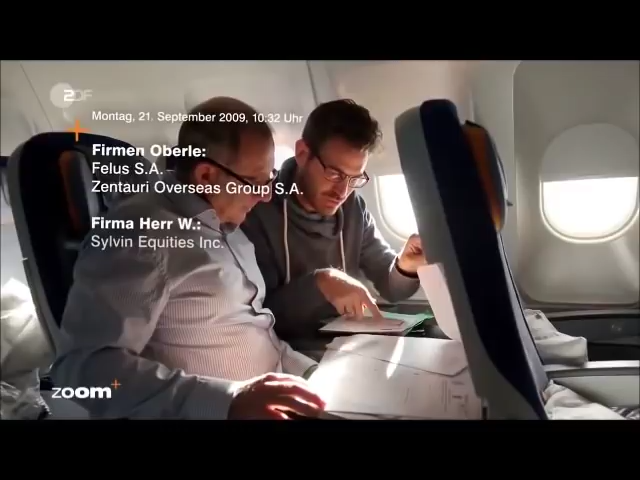 ZDF
Montag, 21. September 2009, 10:32 Uhr
Firmen Oberle:
Felus S.A.
Zentauri Overseas Group S.A.
Firma Herr W.:
Sylvin Equities Inc.
zoom+